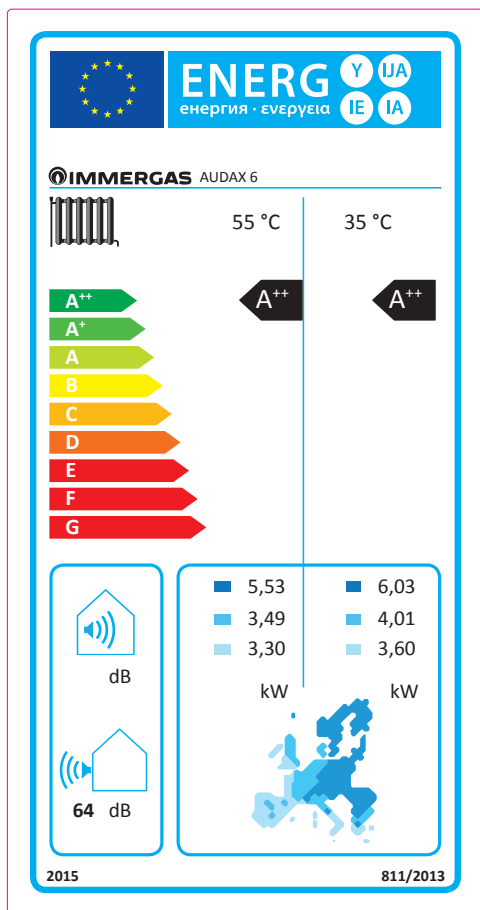 ENERG Y IJA
енергия · ενεργεια IE IA
IMMERGAS AUDAX 6
55 °C 35 °C
A++ A++
A++
A+
A
B
C
D
E
F
G
5,53 6,03
3,49 4,01
3,30 3,60
kW kW
dB
64 dB
2015 811/2013